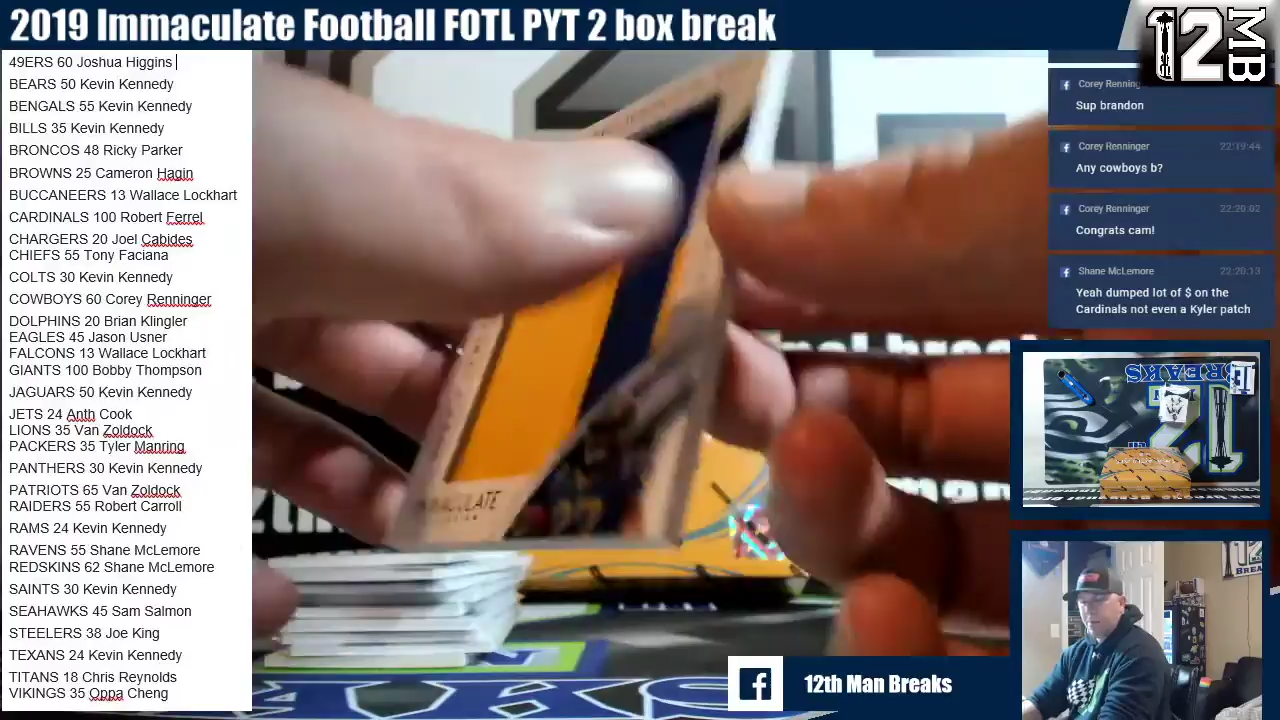 2019 Immaculate Football FOTL PYT 2 box break
12
MB
49ERS 60 Joshua Higgins
BEARS 50 Kevin Kennedy
BENGALS 55 Kevin Kennedy
BILLS 35 Kevin Kennedy
BRONCOS 48 Ricky Parker
BROWNS 25 Cameron Hagin
BUCCANEERS 13 Wallace Lockhart
CARDINALS 100 Robert Ferrel
CHARGERS 20 Joel Cabides
CHIEFS 55 Tony Faciana
COLTS 30 Kevin Kennedy
COWBOYS 60 Corey Renninger
DOLPHINS 20 Brian Klingler
EAGLES 45 Jason Usner
FALCONS 13 Wallace Lockhart
GIANTS 100 Bobby Thompson
JAGUARS 50 Kevin Kennedy
JETS 24 Anth Cook
LIONS 35 Van Zoldock
PACKERS 35 Tyler Manring
PANTHERS 30 Kevin Kennedy
PATRIOTS 65 Van Zoldock
RAIDERS 55 Robert Carroll
RAMS 24 Kevin Kennedy
RAVENS 55 Shane McLemore
REDSKINS 62 Shane McLemore
SAINTS 30 Kevin Kennedy
SEAHAWKS 45 Sam Salmon
STEELERS 38 Joe King
TEXANS 24 Kevin Kennedy
TITANS 18 Chris Reynolds
VIKINGS 35 Oppa Cheng
Corey Renning
Sup brandon
Corey Renninger 22:19:44
Any cowboys b?
Corey Renninger 22:20:02
Congrats cam!
Shane McLemore 22:20:13
Yeah dumped lot of $ on the
Cardinals not even a Kyler patch
BREAKS
12
12th Man Breaks